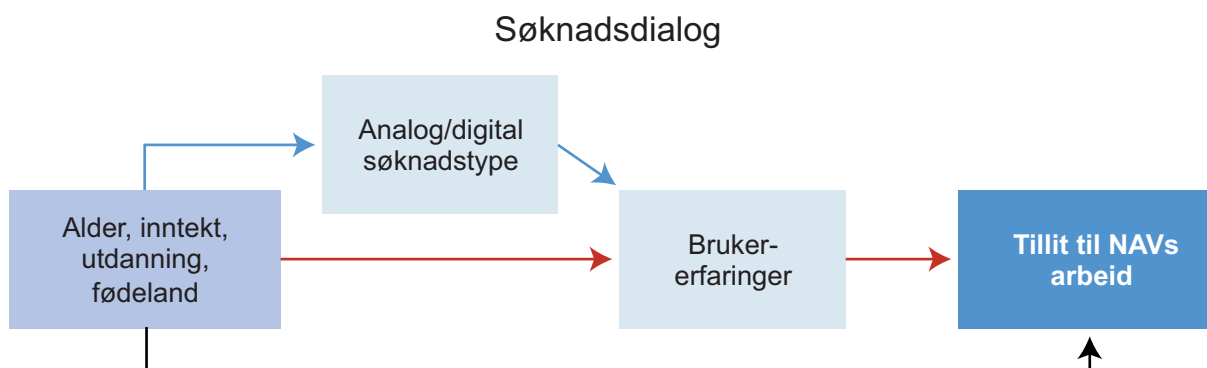 Søknadsdialog
Analog/digital
søknadstype
Alder, inntekt,
utdanning,
fødeland
Bruker-
erfaringer
Tillit til NAVs
arbeid